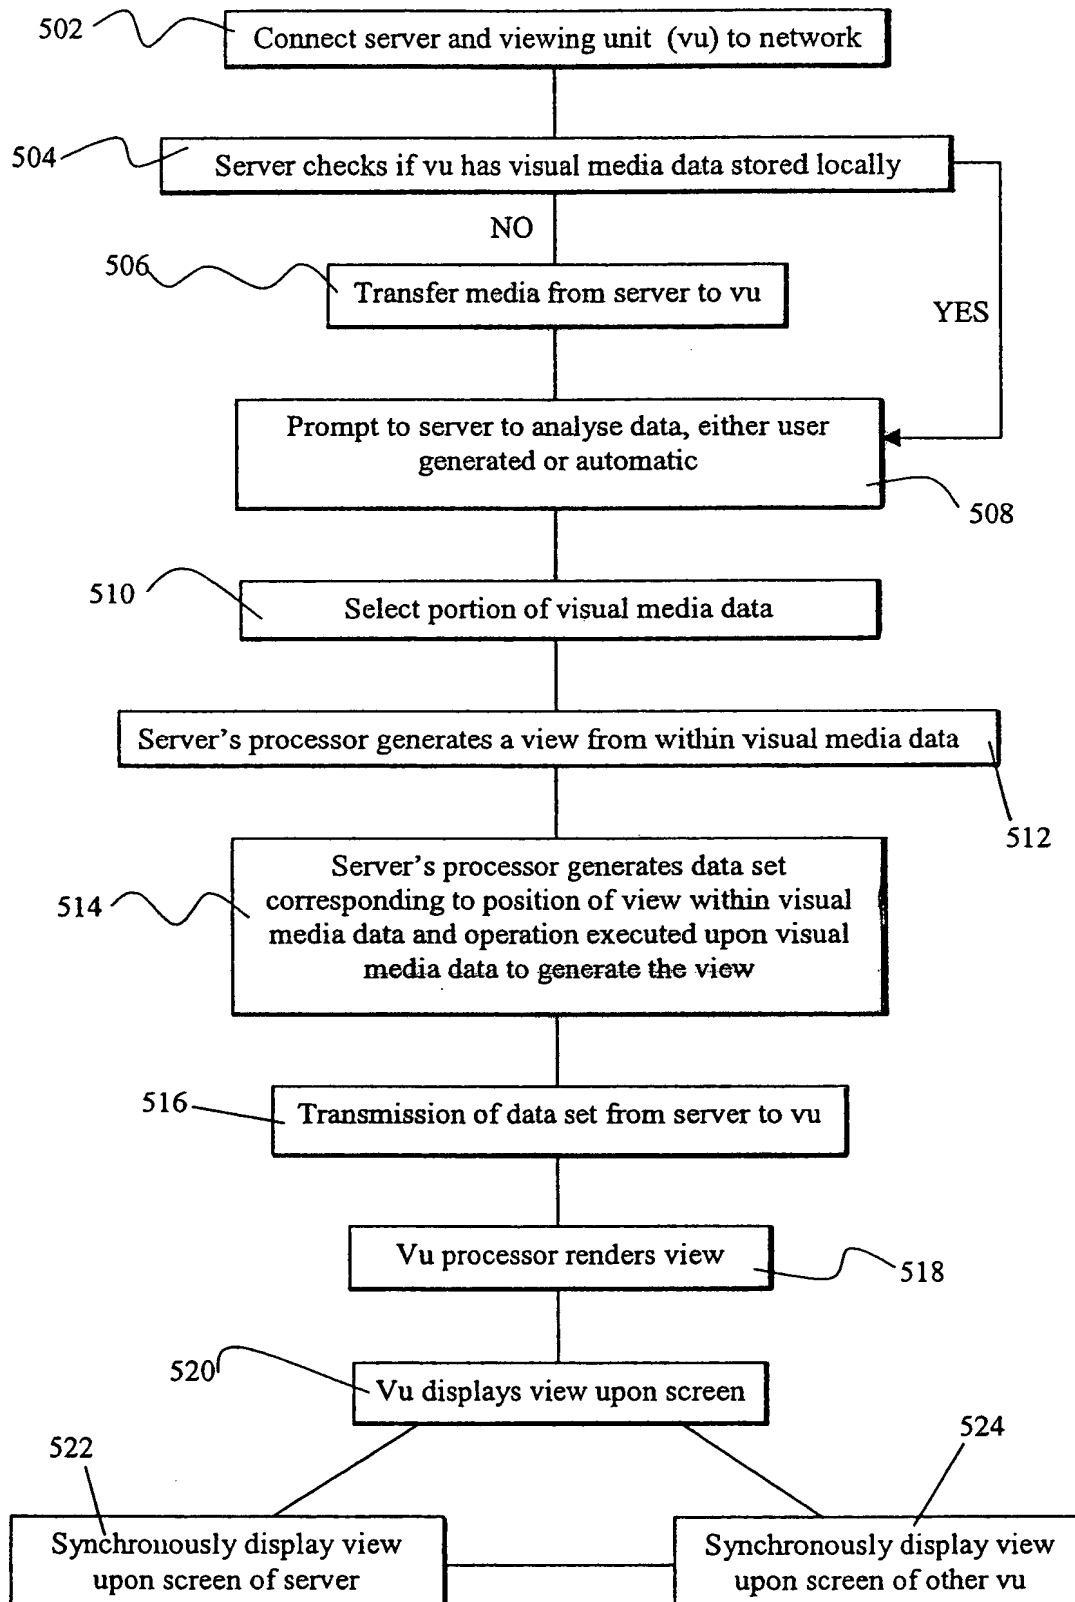 502
Connect server and viewing unit (vu) to network
504
Server checks if vu has visual media data stored locally
NO
506
Transfer media from server to vu
YES
Prompt to server to analyse data, either user
generated or automatic
508
510
Select portion of visual media data
Server's processor generates a view from within visual media data
512
Server's processor generates data set
corresponding to position of view within visual
media data and operation executed upon visual
media data to generate the view
514
516
Transmission of data set from server to vu
Vu processor renders view
518
520
Vu displays view upon screen
522
524
Synchronously display view
upon screen of server
Synchronously display view
upon screen of other vu